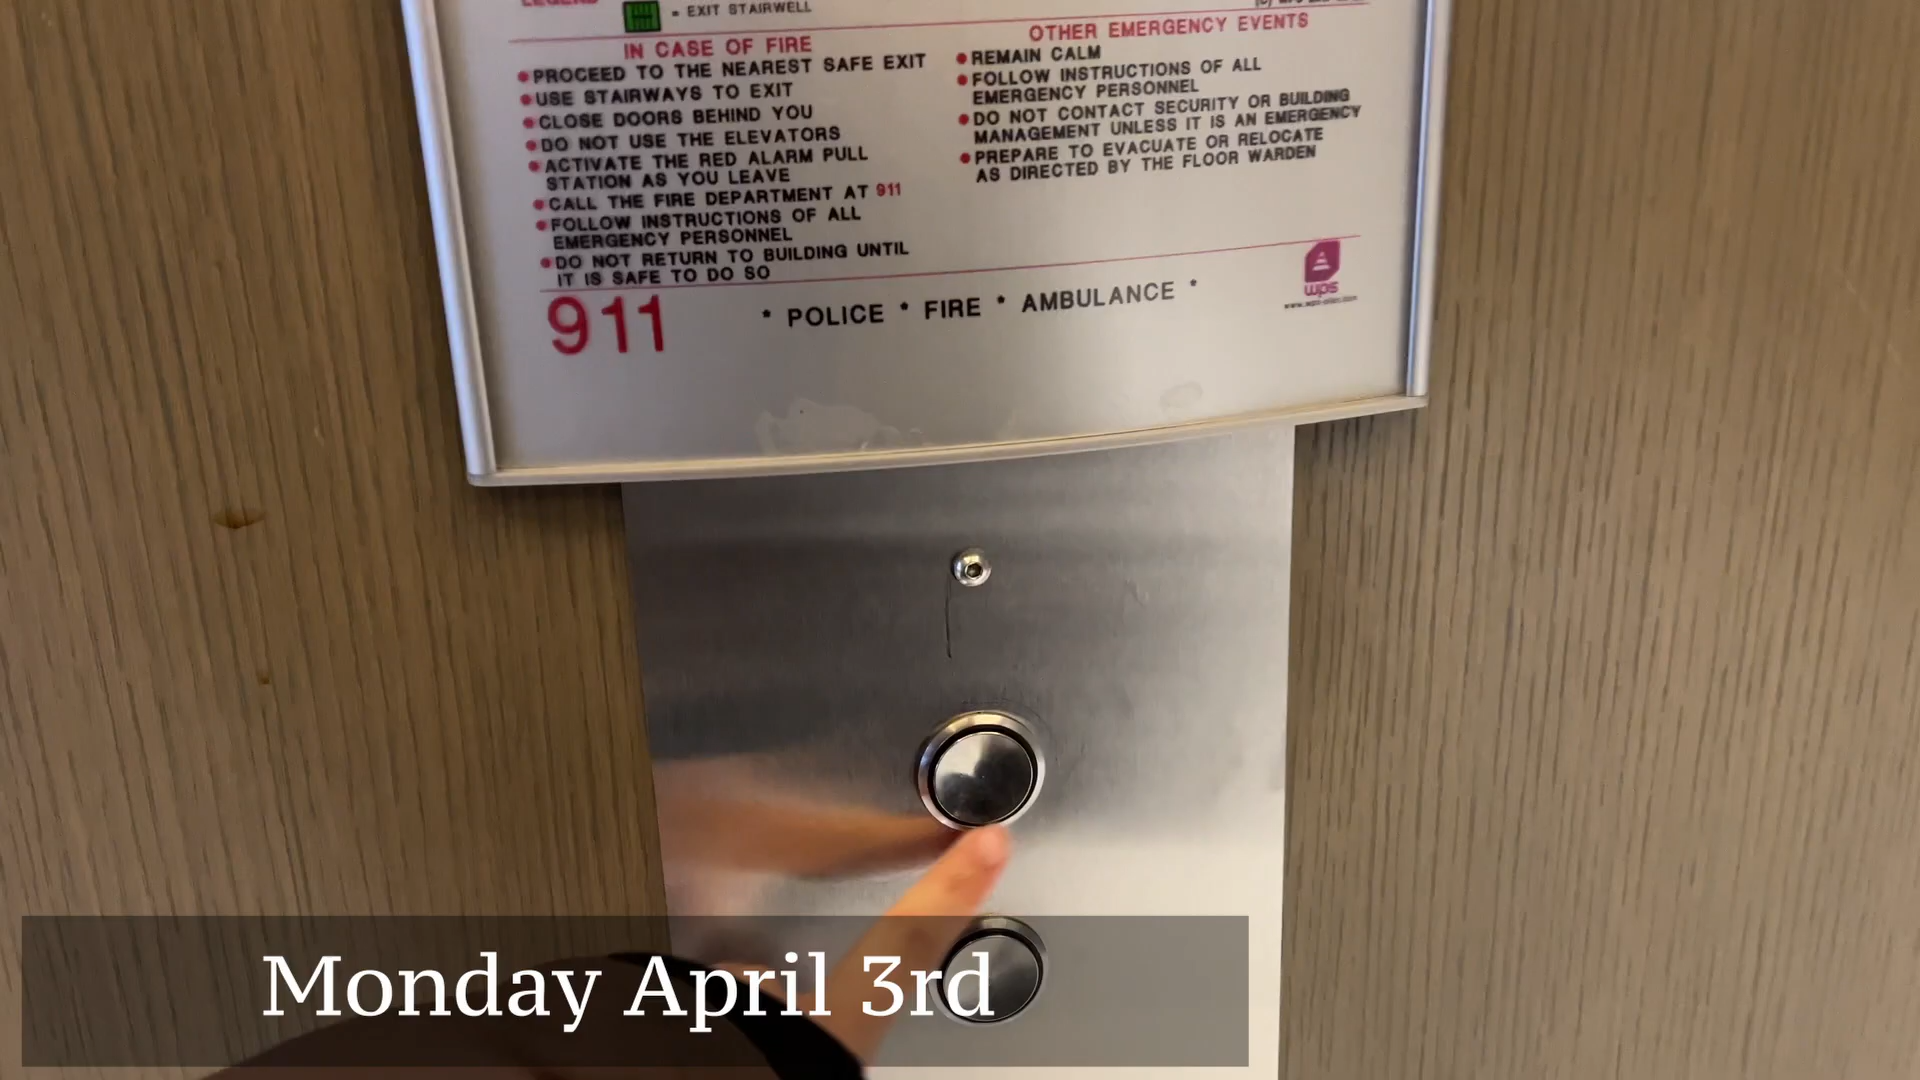 LEGEND
= EXIT STAIRWELL
IN CASE OF FIRE
PROCEED TO THE NEAREST SAFE EXIT
USE STAIRWAYS TO EXIT
CLOSE DOORS BEHIND YOU
DO NOT USE THE ELEVATORS
ACTIVATE THE RED ALARM PULL
STATION AS YOU LEAVE
CALL THE FIRE DEPARTMENT AT 911
FOLLOW INSTRUCTIONS OF ALL
EMERGENCY PERSONNEL
DO NOT RETURN TO BUILDING UNTIL
IT IS SAFE TO DO SO
OTHER EMERGENCY EVENTS
REMAIN CALM
FOLLOW INSTRUCTIONS OF ALL
EMERGENCY PERSONNEL
DO NOT CONTACT SECURITY OR BUILDING
MANAGEMENT UNLESS IT IS AN EMERGENCY
PREPARE TO EVACUATE OR RELOCATE
AS DIRECTED BY THE FLOOR WARDEN
911 * POLICE * FIRE * AMBULANCE *
wps
Monday April 3rd